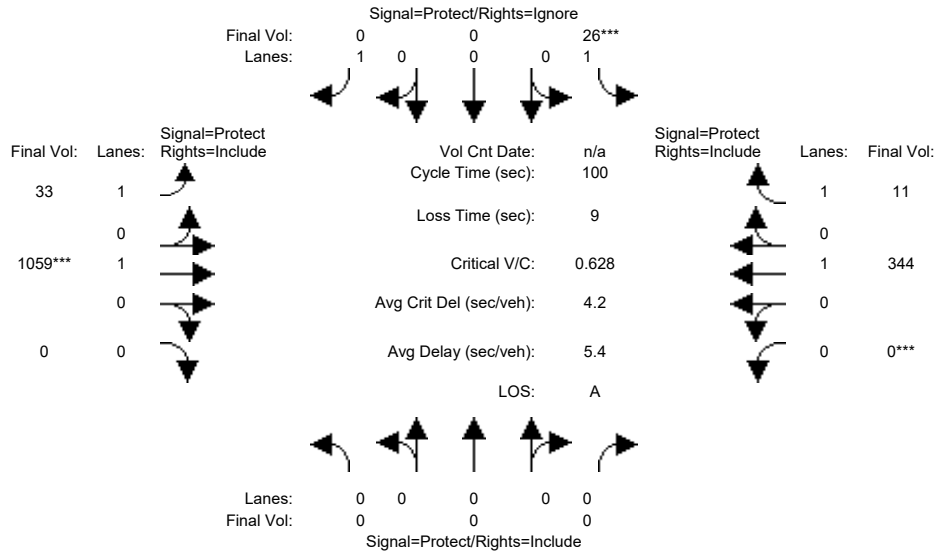 Signal=Protect/Rights=Ignore
Final Vol: 0 0 26***
Lanes: 1 0 0 0 1
Signal=Protect
Final Vol: Lanes: Rights=Include
Vol Cnt Date: n/a
Signal=Protect
Rights=Include Lanes: Final Vol:
Cycle Time (sec): 100
33 1
1 11
Loss Time (sec): 9
0
0
1059*** 1
Critical V/C: 0.628
1 344
0
Avg Crit Del (sec/veh): 4.2
0
0 0
Avg Delay (sec/veh): 5.4
0 0***
LOS: A
Lanes: 0 0 0 0 0
Final Vol: 0 0 0
Signal=Protect/Rights=Include